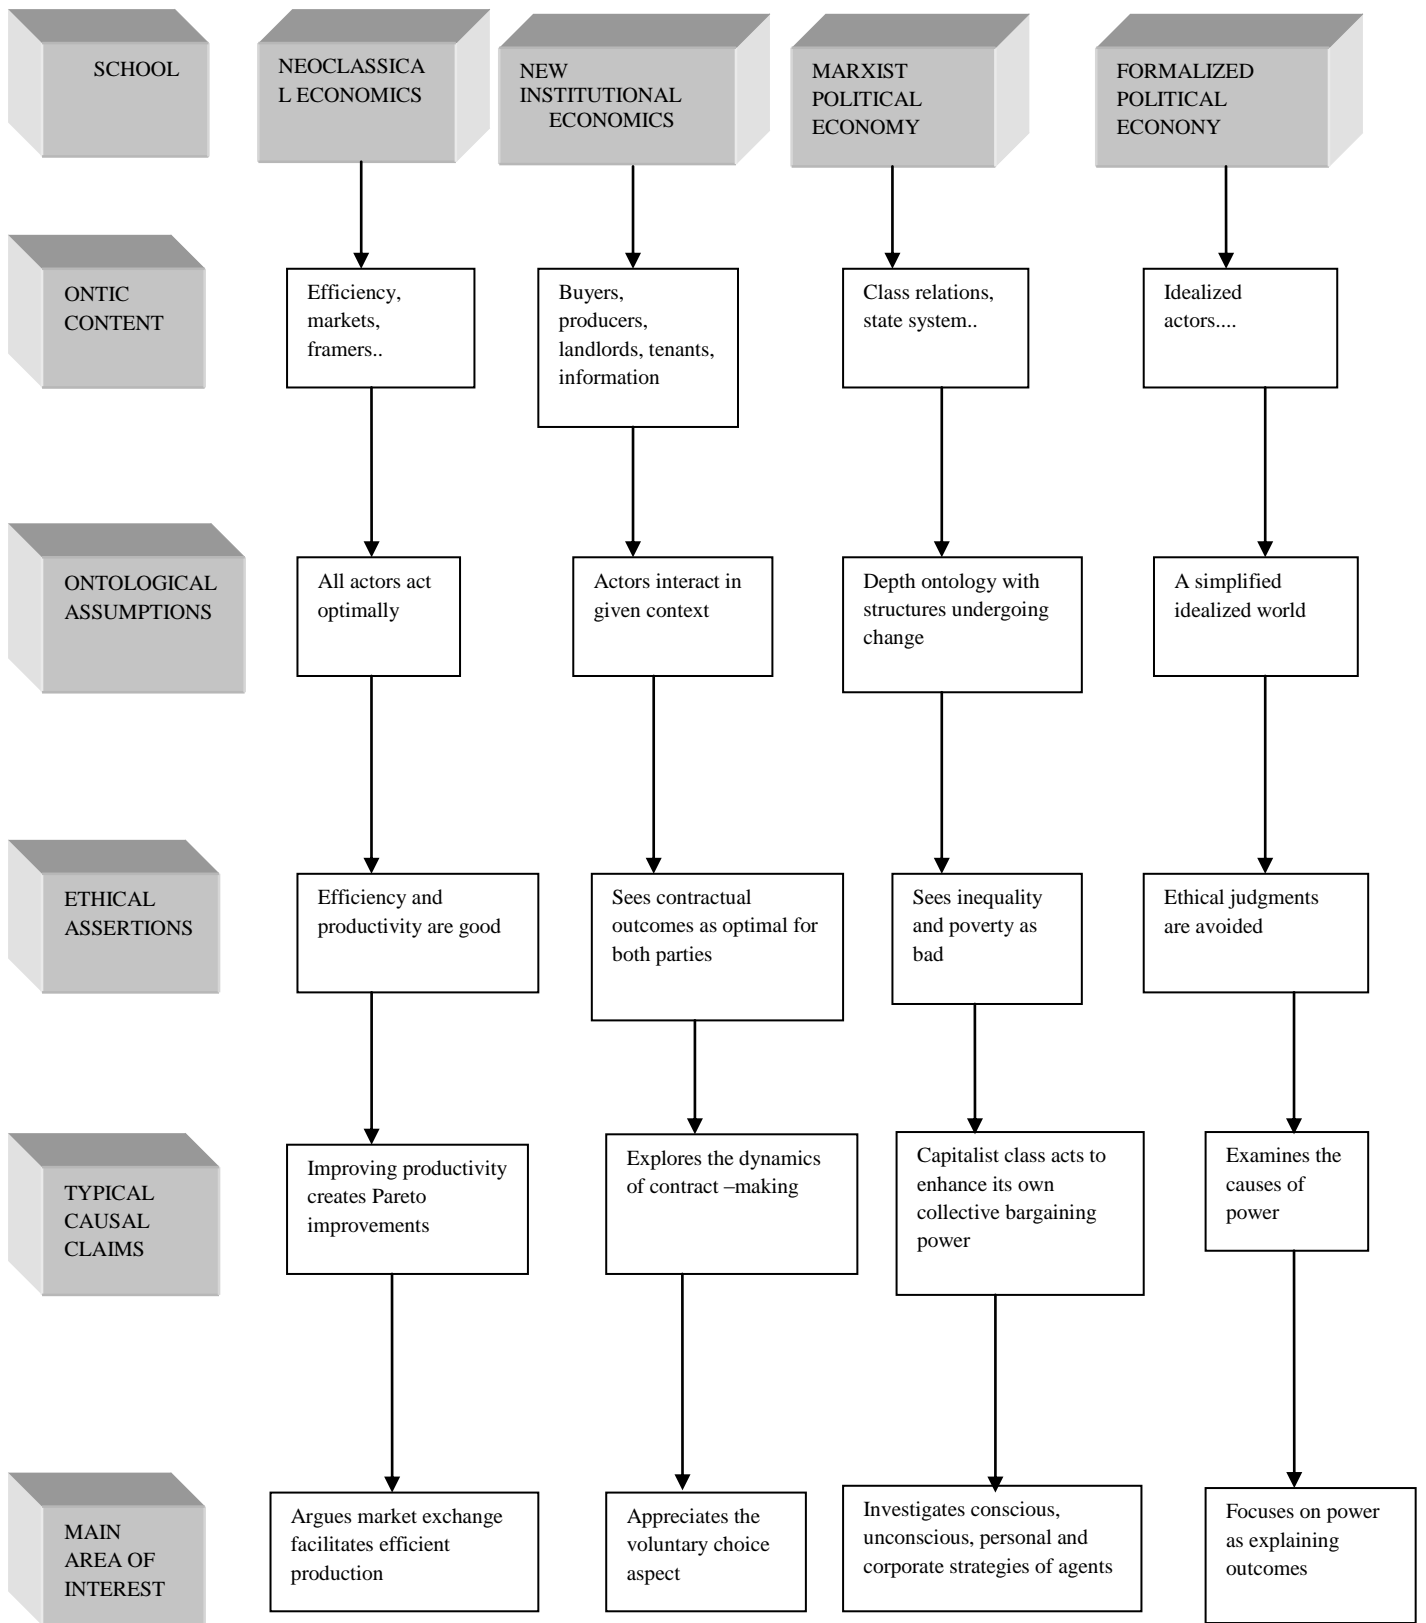 SCHOOL
NEOCLASSICA
L ECONOMICS
NEW
INSTITUTIONAL
ECONOMICS
MARXIST
POLITICAL
ECONOMY
FORMALIZED
POLITICAL
ECONONY
ONTIC
CONTENT
Efficiency,
markets,
framers..
Buyers,
producers,
landlords, tenants,
information
Class relations,
state system..
Idealized
actors....
ONTOLOGICAL
ASSUMPTIONS
All actors act
optimally
Actors interact in
given context
Depth ontology with
structures undergoing
change
A simplified
idealized world
ETHICAL
ASSERTIONS
Efficiency and
productivity are good
Sees contractual
outcomes as optimal for
both parties
Sees inequality
and poverty as
bad
Ethical judgments
are avoided
TYPICAL
CAUSAL
CLAIMS
Improving productivity
creates Pareto
improvements
Explores the dynamics
of contract –making
Capitalist class acts to
enhance its own
collective bargaining
power
Examines the
causes of
power
MAIN
AREA OF
INTEREST
Argues market exchange
facilitates efficient
production
Appreciates the
voluntary choice
aspect
Investigates conscious,
unconscious, personal and
corporate strategies of agents
Focuses on power
as explaining
outcomes